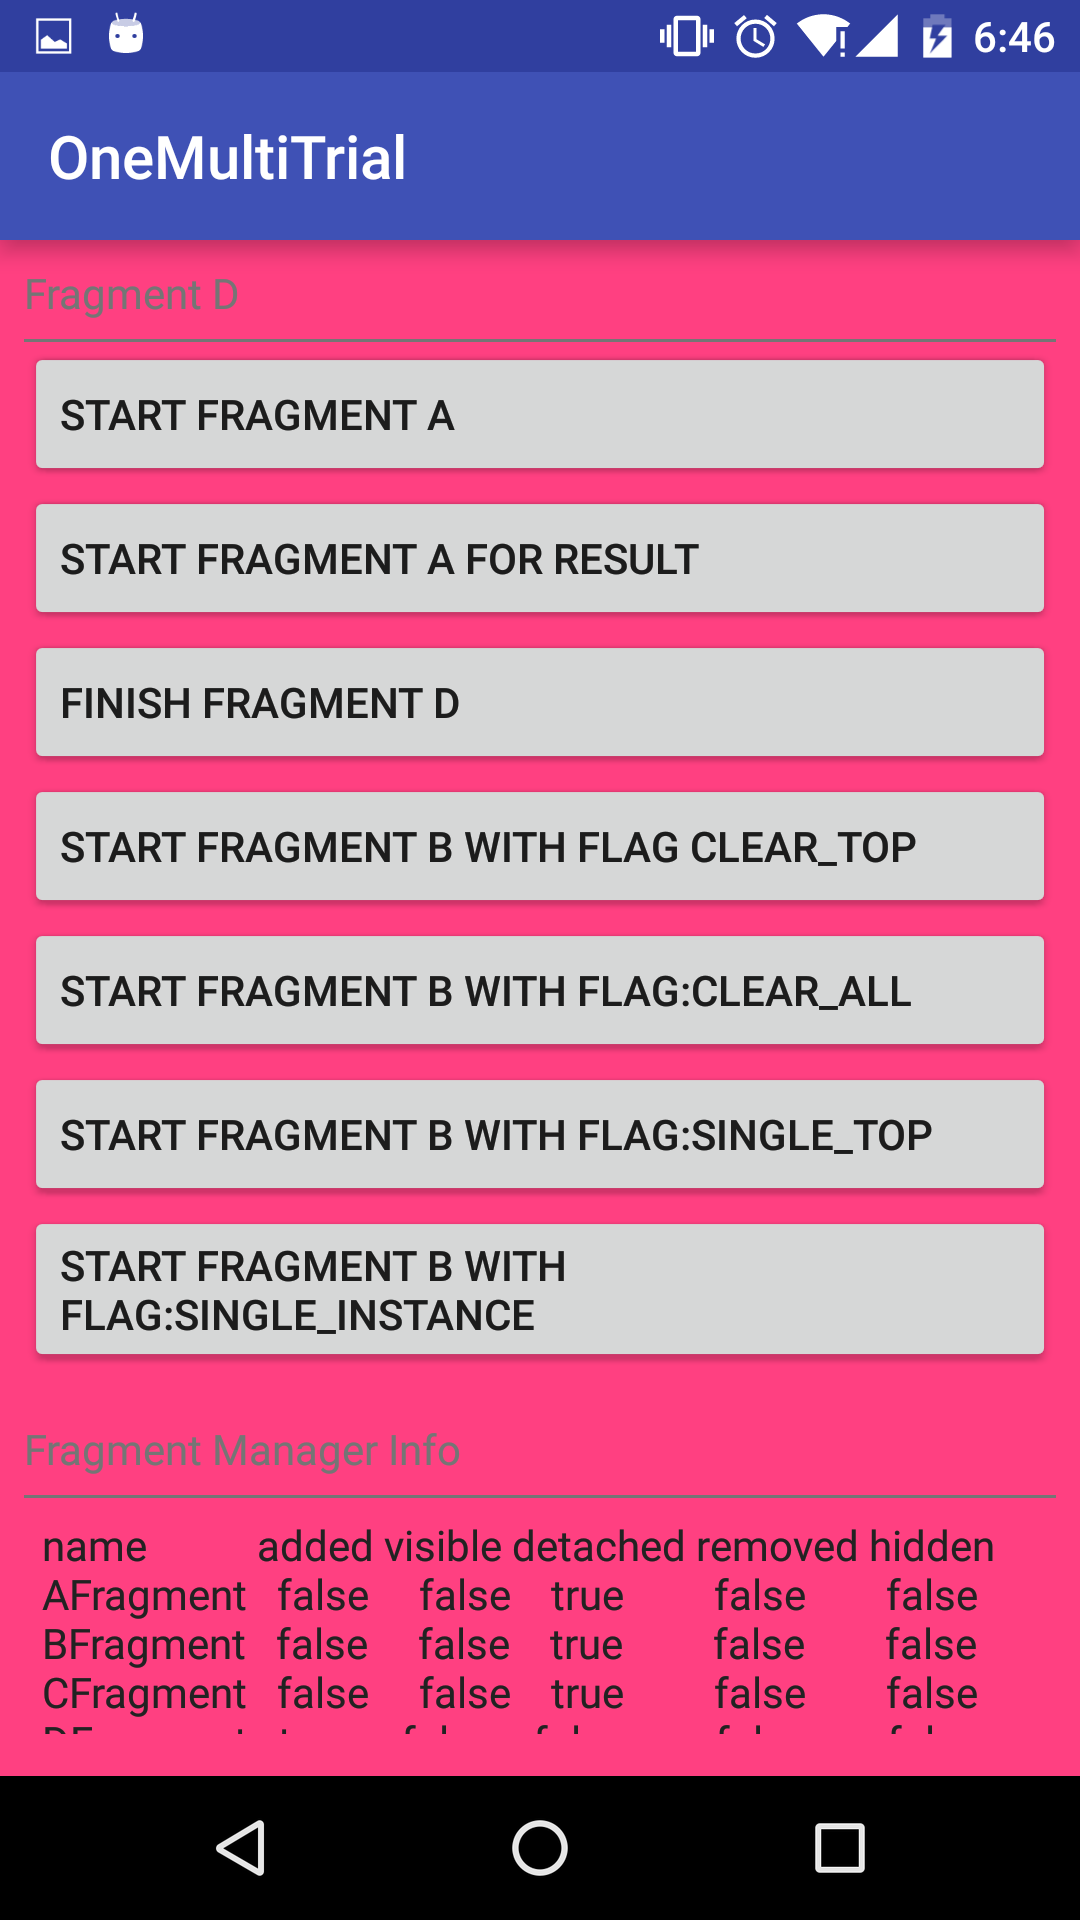 6:46
OneMultiTrial
Fragment D
START FRAGMENT A
START FRAGMENT A FOR RESULT
FINISH FRAGMENT D
START FRAGMENT B WITH FLAG CLEAR_TOP
START FRAGMENT B WITH FLAG:CLEAR_ALL
START FRAGMENT B WITH FLAG:SINGLE_TOP
START FRAGMENT B WITH
FLAG:SINGLE_INSTANCE
Fragment Manager Info
name added visible detached removed hidden
AFragment false false true false false
BFragment false false true false false
CFragment false false true false false